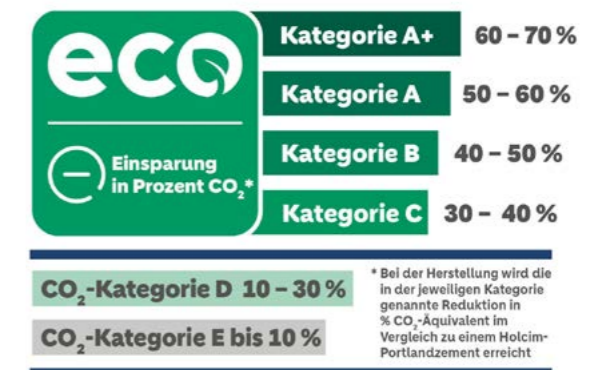 eco
Einsparung
in Prozent CO₂*
Kategorie A+ 60 – 70 %
Kategorie A 50 – 60 %
Kategorie B 40 – 50 %
Kategorie C 30 – 40 %
CO₂-Kategorie D 10 – 30 %
CO₂-Kategorie E bis 10 %
* Bei der Herstellung wird die
in der jeweiligen Kategorie
genannte Reduktion in
% CO₂-Äquivalent im
Vergleich zu einem Holcim-
Portlandzement erreicht